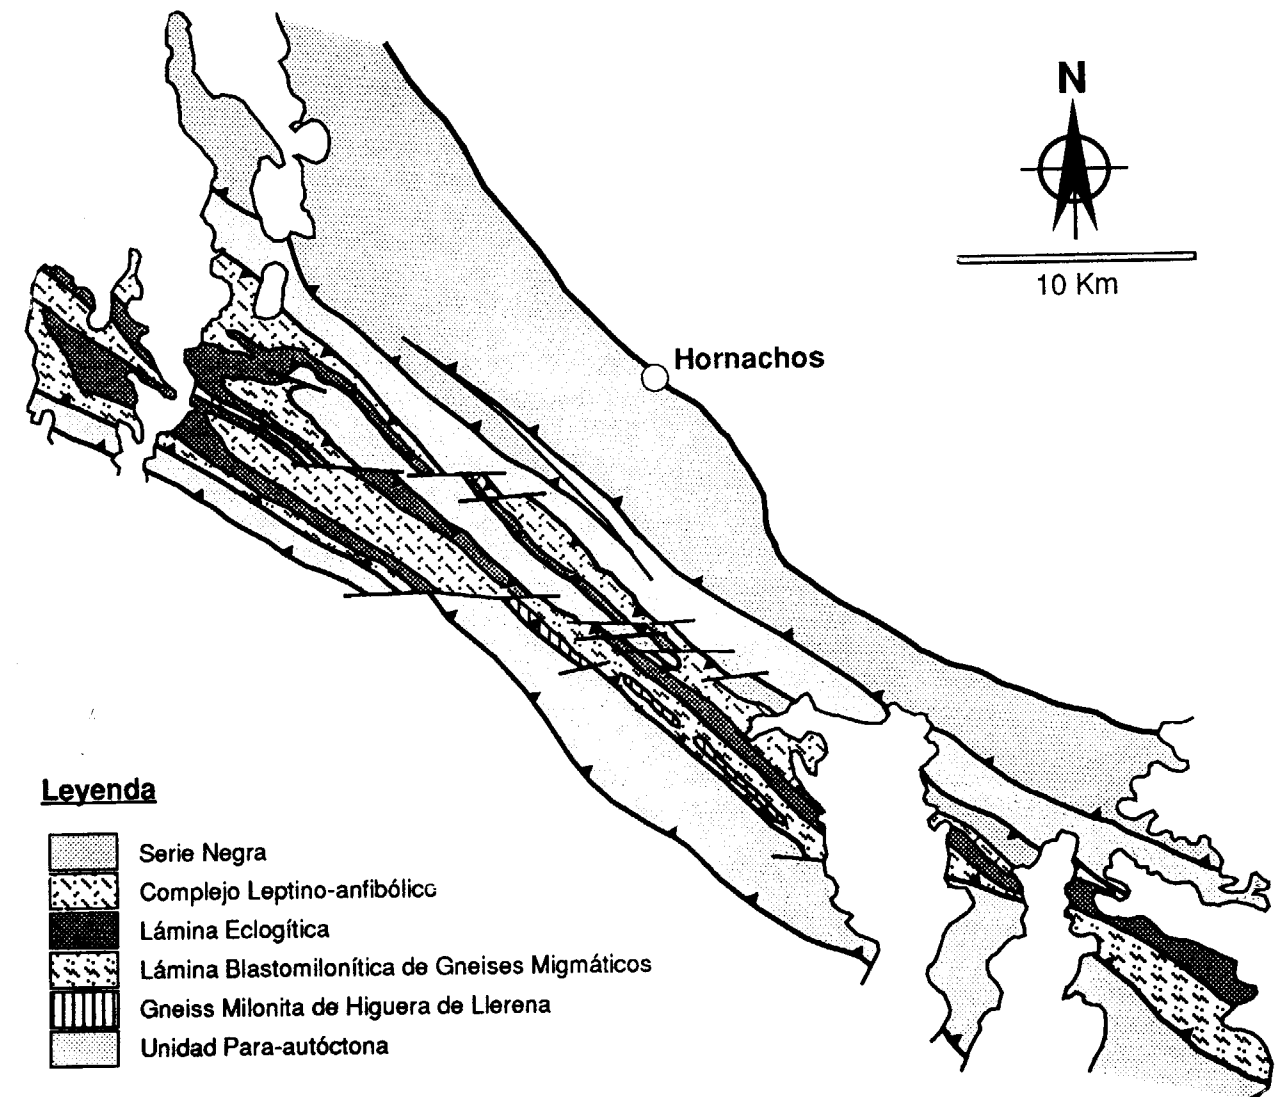 N
10 Km
Hornachos
Leyenda
Serie Negra
Complejo Leptino-anfibólico
Lámina Eclogítica
Lámina Blastomilonítica de Gneises Migmáticos
Gneiss Milonita de Higuera de Llerena
Unidad Para-autóctona